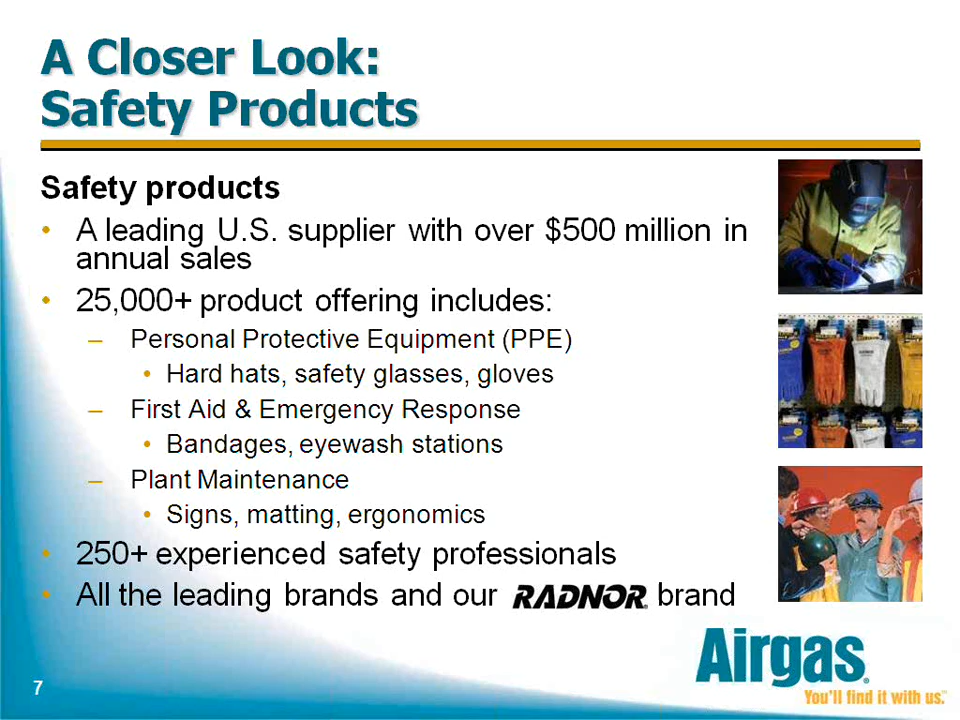 A Closer Look:
Safety Products
Safety products
• A leading U.S. supplier with over $500 million in
annual sales
• 25,000+ product offering includes:
– Personal Protective Equipment (PPE)
• Hard hats, safety glasses, gloves
– First Aid & Emergency Response
• Bandages, eyewash stations
– Plant Maintenance
• Signs, matting, ergonomics
• 250+ experienced safety professionals
• All the leading brands and our RADNOR® brand
Airgas®
You'll find it with us.™
7